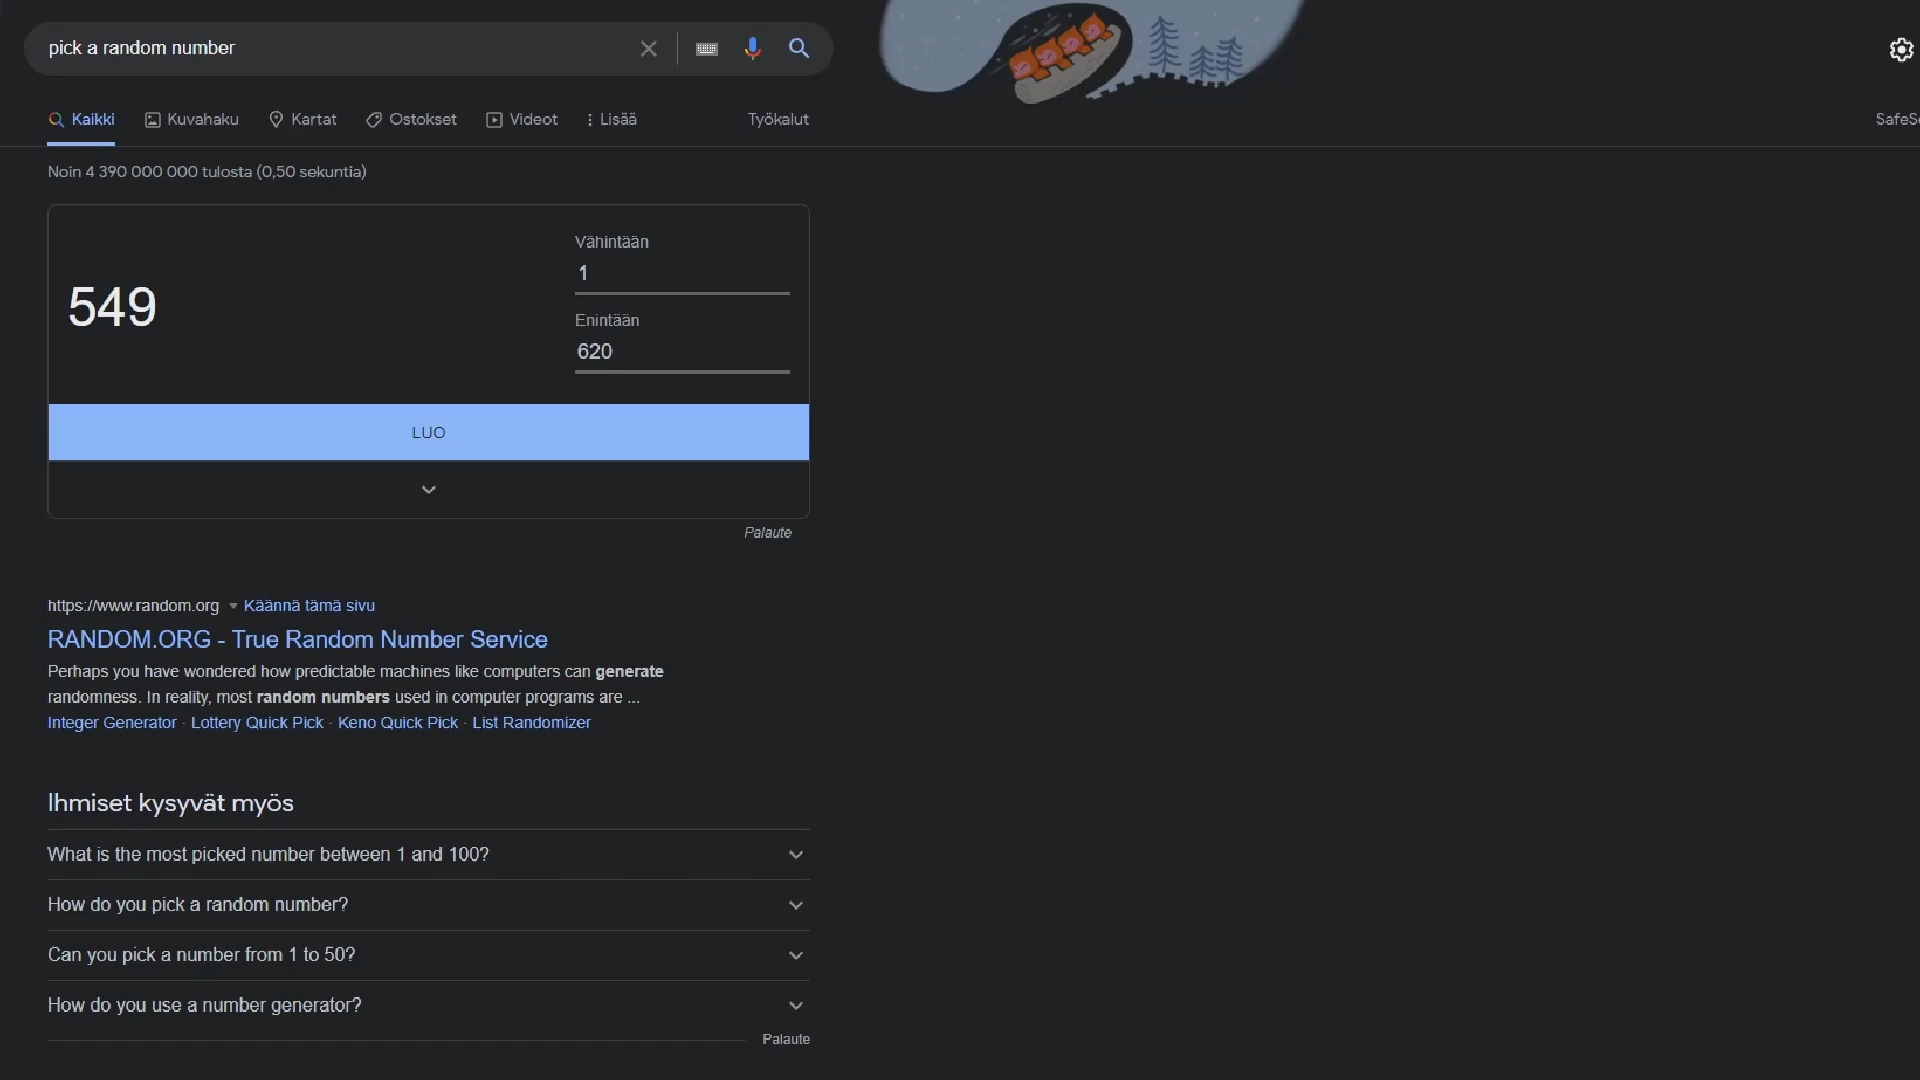 pick a random number
Kaikki Kuvahaku Kartat Ostokset Videot Lisää Työkalut
Noin 4 390 000 000 tulosta (0,50 sekuntia)
549
Vähintään
1
Enintään
620
LUO
Palaute
https://www.random.org Käännä tämä sivu
RANDOM.ORG - True Random Number Service
Perhaps you have wondered how predictable machines like computers can generate
randomness. In reality, most random numbers used in computer programs are ...
Integer Generator · Lottery Quick Pick · Keno Quick Pick · List Randomizer
Ihmiset kysyvät myös
What is the most picked number between 1 and 100?
How do you pick a random number?
Can you pick a number from 1 to 50?
How do you use a number generator?
Palaute